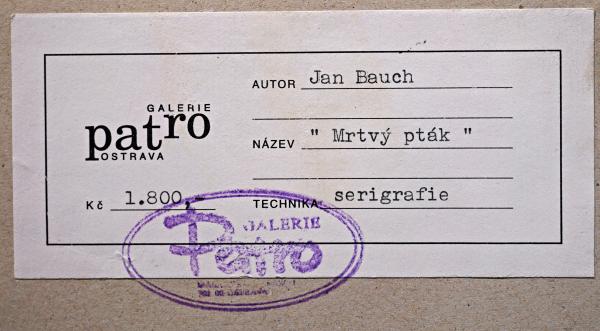 GALERIE
patro
OSTRAVA
AUTOR Jan Bauch
NÁZEV " Mrtvý pták "
Kč 1.800,- TECHNIKA serigrafie
GALERIE
Patro